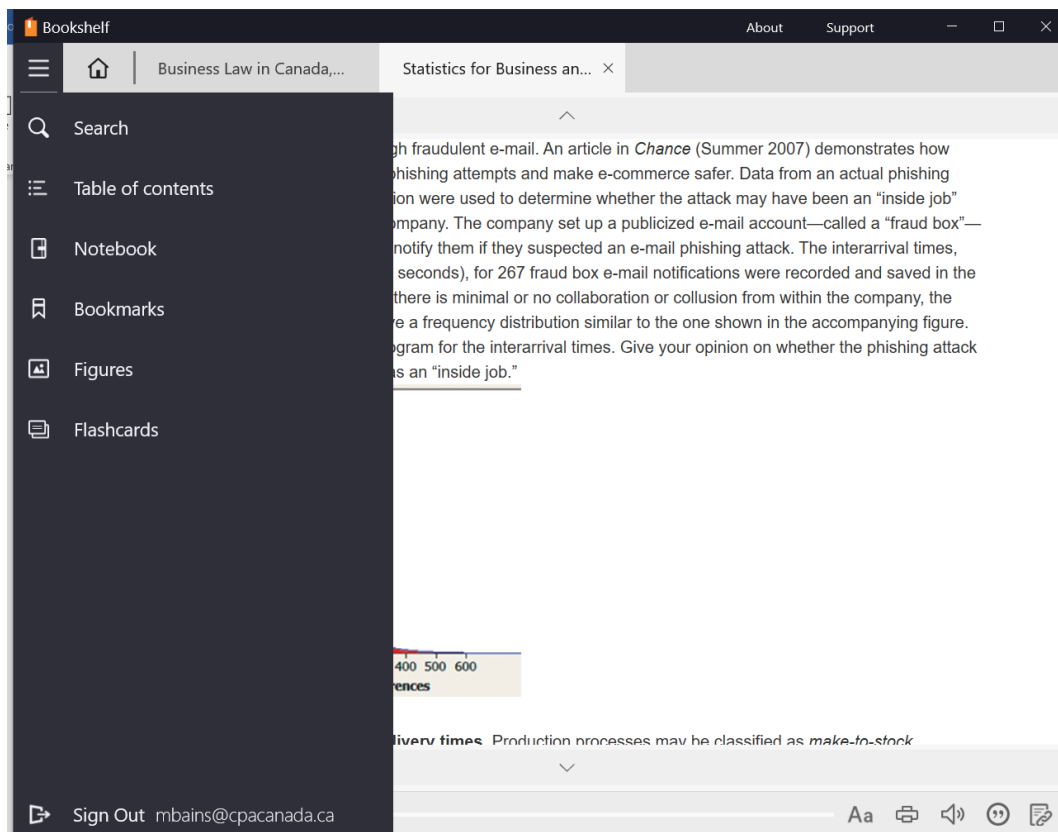 Bookshelf
About
Support
Business Law in Canada,...
Statistics for Business an...
Search
Table of contents
Notebook
Bookmarks
Figures
Flashcards
gh fraudulent e-mail. An article in Chance (Summer 2007) demonstrates how
phishing attempts and make e-commerce safer. Data from an actual phishing
ion were used to determine whether the attack may have been an “inside job”
ompany. The company set up a publicized e-mail account—called a “fraud box”—
notify them if they suspected an e-mail phishing attack. The interarrival times,
seconds), for 267 fraud box e-mail notifications were recorded and saved in the
there is minimal or no collaboration or collusion from within the company, the
ve a frequency distribution similar to the one shown in the accompanying figure.
ogram for the interarrival times. Give your opinion on whether the phishing attack
as an “inside job.”
400 500 600
rences
livery times. Production processes may be classified as make-to-stock
Sign Out mbains@cpacanada.ca
Aa